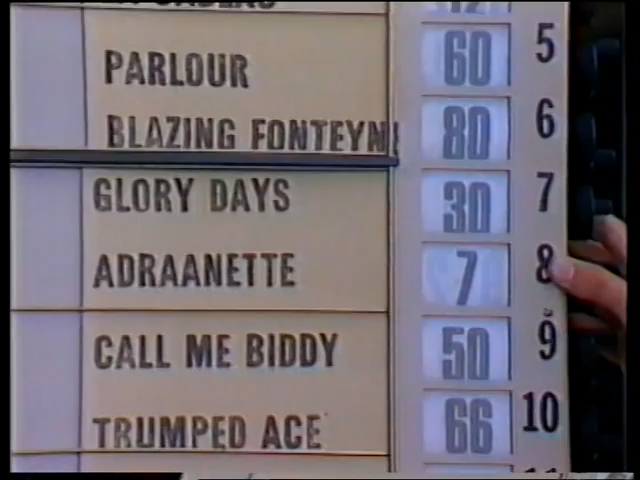 PARLOUR 60 5
BLAZING FONTEYN 80 6
GLORY DAYS 30 7
ADRAANETTE 7 8
CALL ME BIDDY 50 9
TRUMPED ACE 66 10